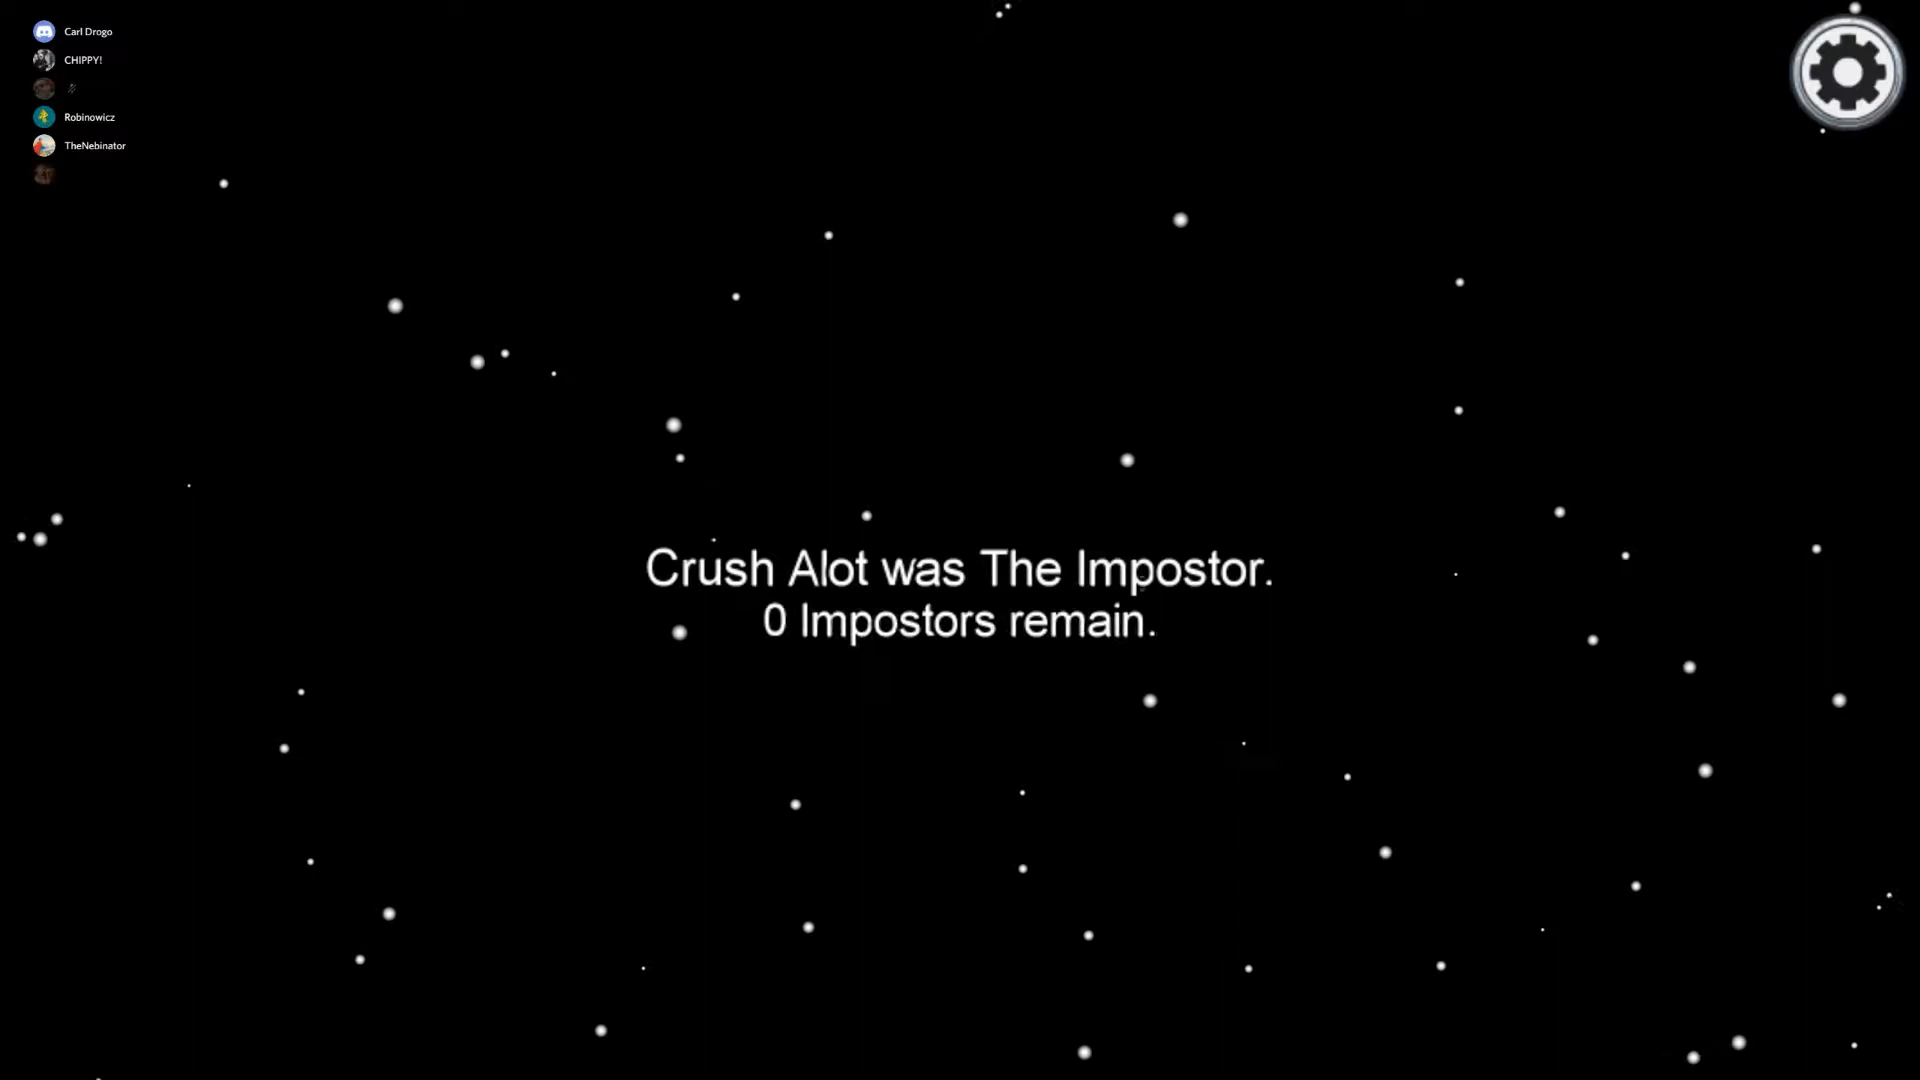 Carl Drogo
CHIPPY!
Robinowicz
TheNebinator
Crush Alot was The Impostor.
0 Impostors remain.